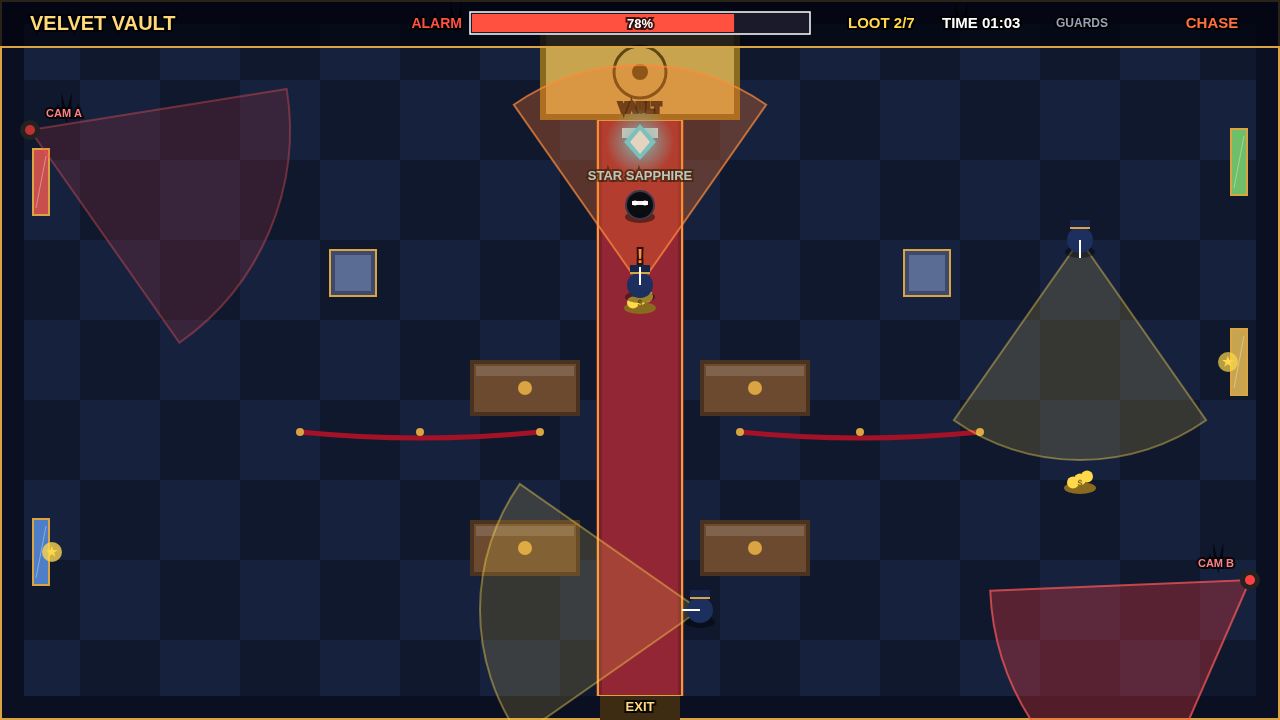 VELVET VAULT
ALARM
78%
LOOT 2/7
TIME 01:03
GUARDS
CHASE
CAM A
VAULT
STAR SAPPHIRE
!
CAM B
EXIT